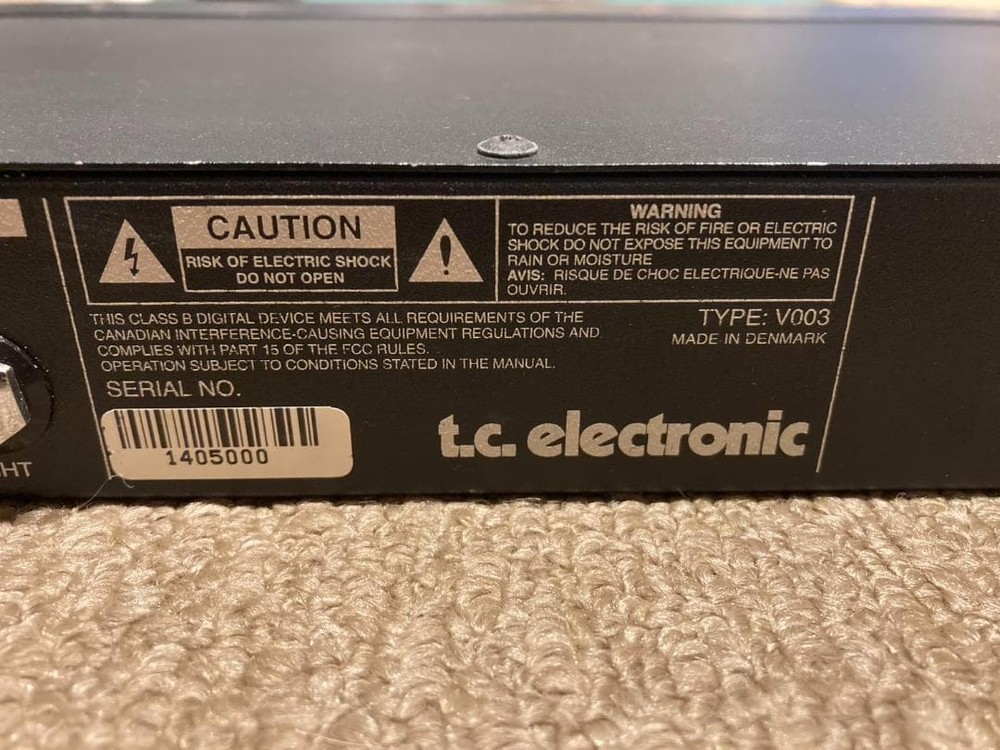 CAUTION
RISK OF ELECTRIC SHOCK
DO NOT OPEN
WARNING
TO REDUCE THE RISK OF FIRE OR ELECTRIC
SHOCK DO NOT EXPOSE THIS EQUIPMENT TO
RAIN OR MOISTURE
AVIS: RISQUE DE CHOC ELECTRIQUE-NE PAS
OUVRIR.
THIS CLASS B DIGITAL DEVICE MEETS ALL REQUIREMENTS OF THE
CANADIAN INTERFERENCE-CAUSING EQUIPMENT REGULATIONS AND
COMPLIES WITH PART 15 OF THE FCC RULES.
OPERATION SUBJECT TO CONDITIONS STATED IN THE MANUAL.
TYPE: V003
MADE IN DENMARK
SERIAL NO.
1405000
t.c. electronic